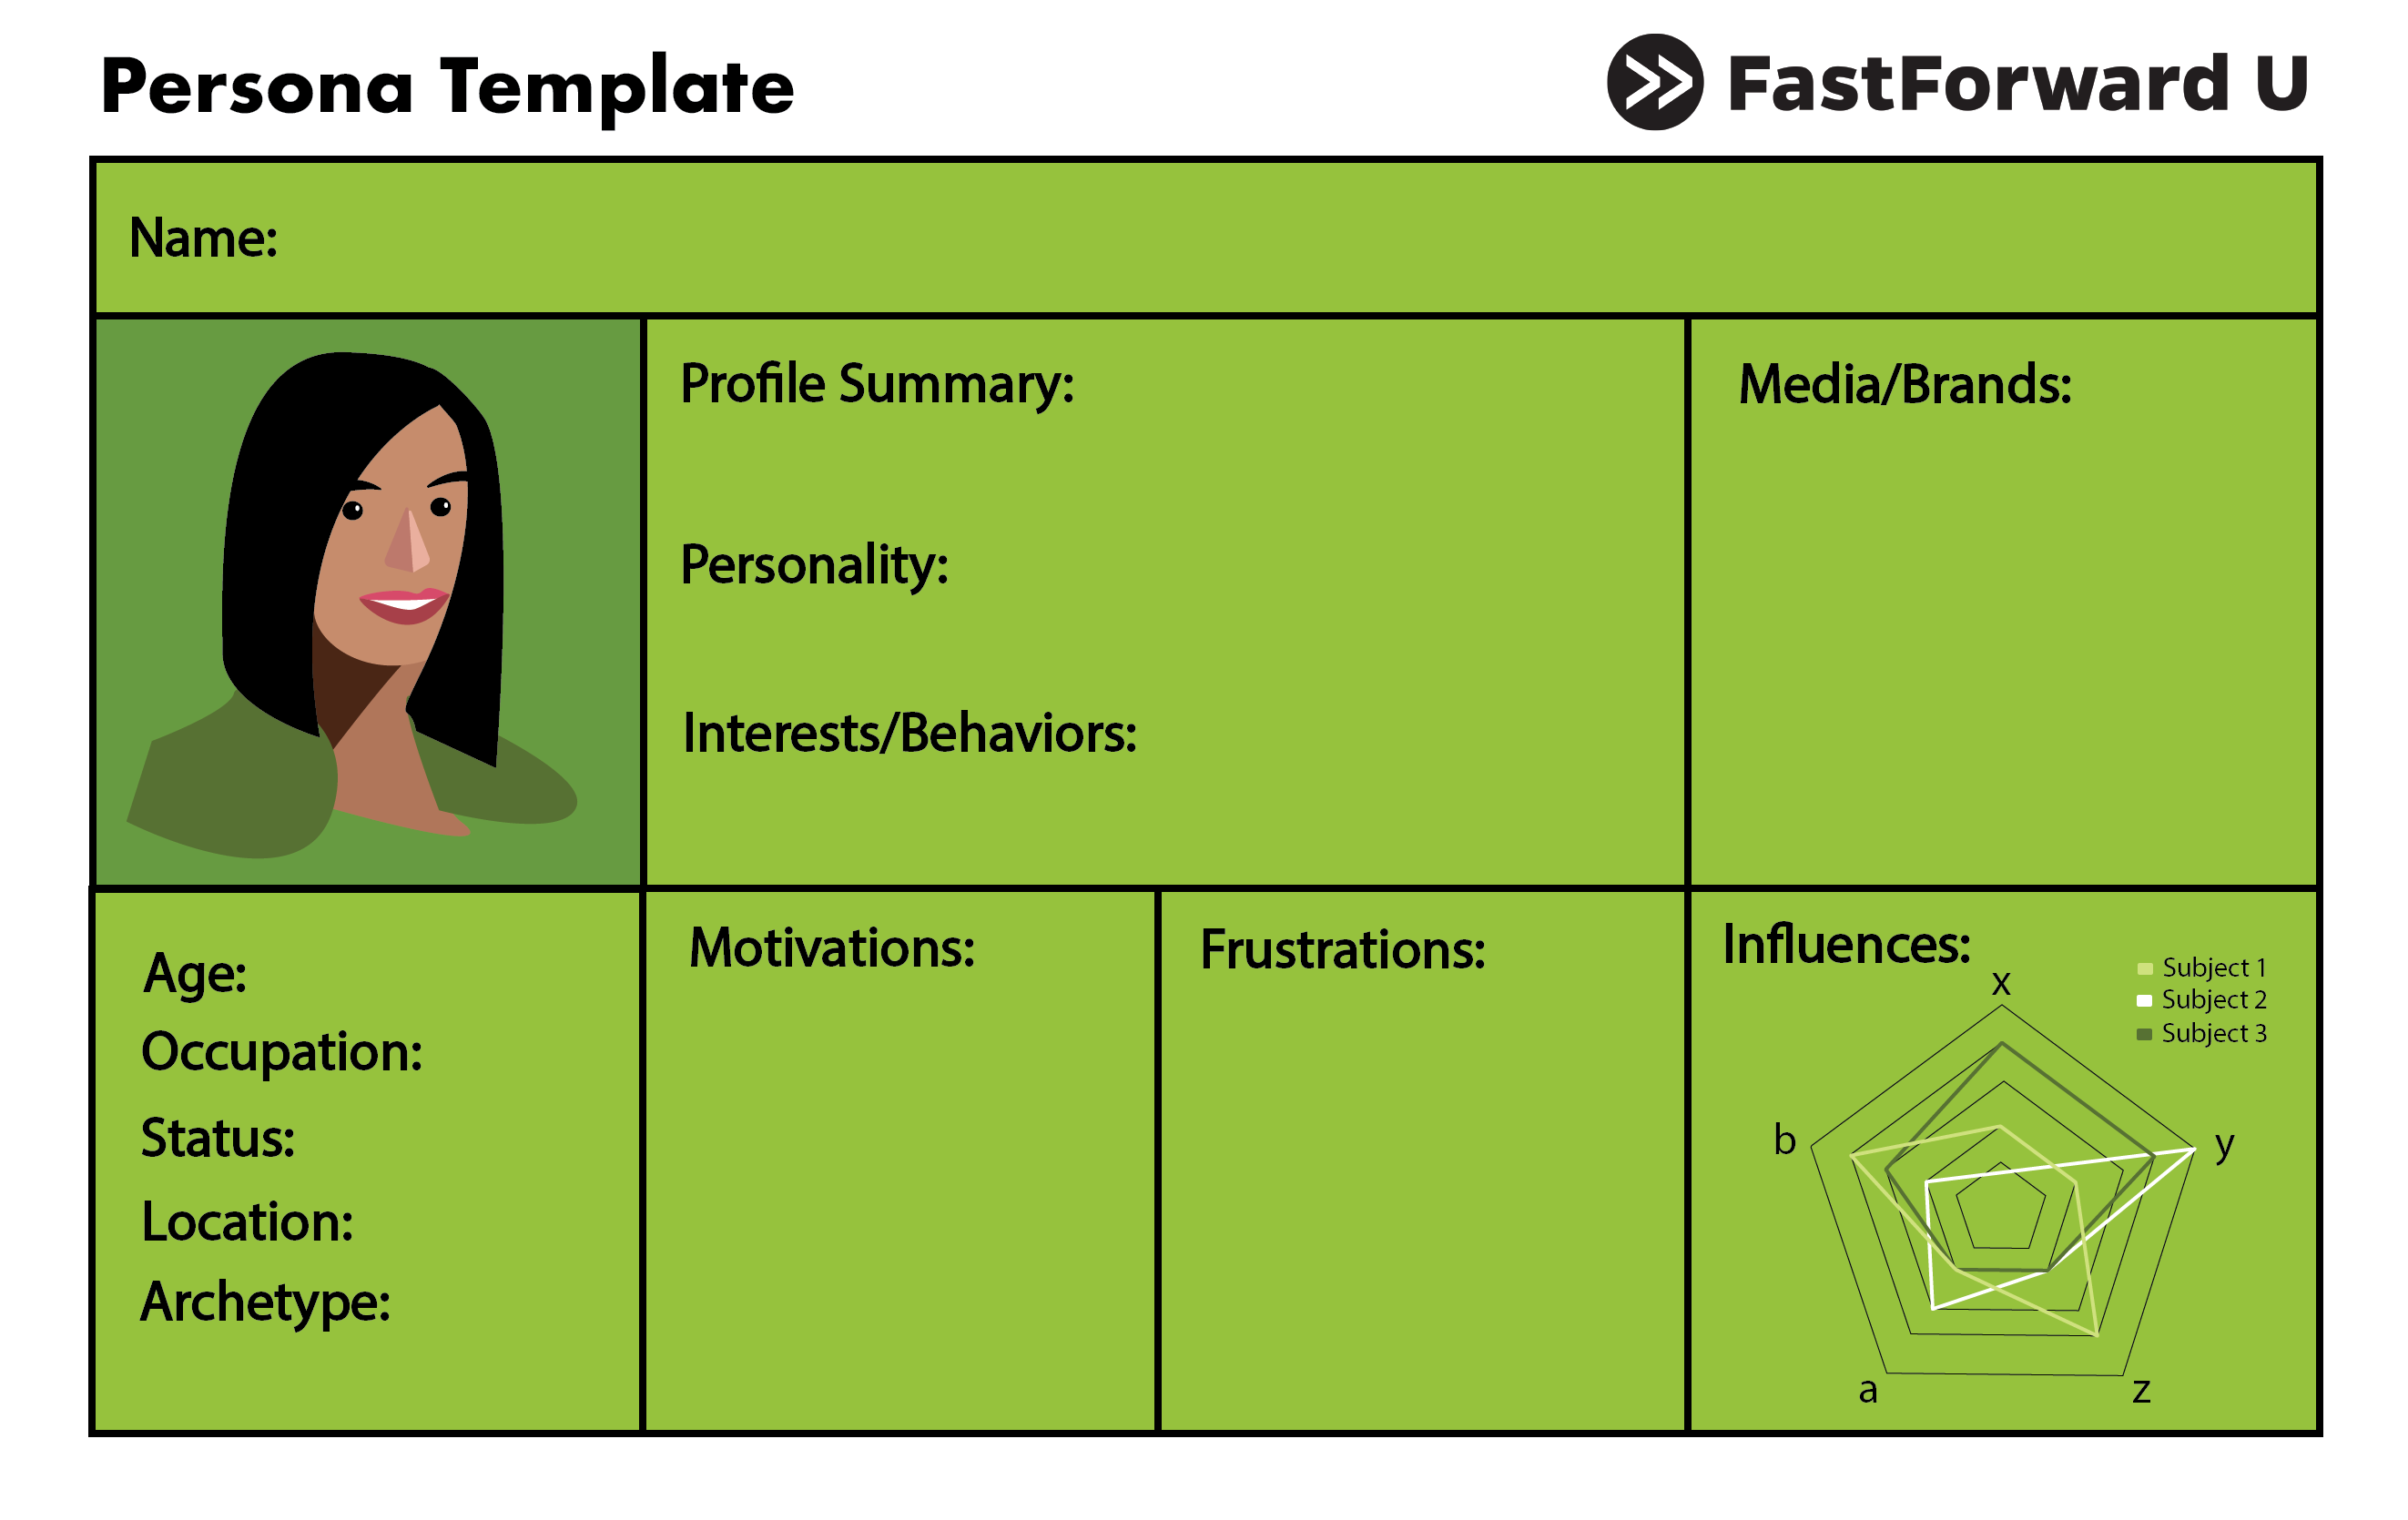 Persona Template
FastForward U
Name:
Profile Summary:
Personality:
Interests/Behaviors:
Media/Brands:
Age:
Occupation:
Status:
Location:
Archetype:
Motivations:
Frustrations:
Influences:
Subject 1
Subject 2
Subject 3
x
b
y
a
z